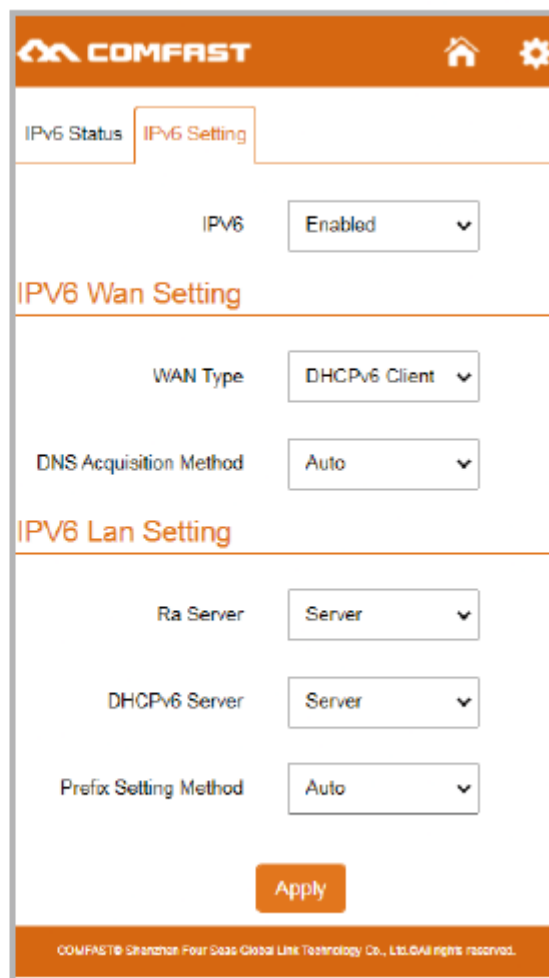 COMFAST
IPv6 Status IPv6 Setting
IPV6 Enabled
IPV6 Wan Setting
WAN Type DHCPv6 Client
DNS Acquisition Method Auto
IPV6 Lan Setting
Ra Server Server
DHCPv6 Server Server
Prefix Setting Method Auto
Apply
COMFAST© Shenzhen Four Seas Global Link Technology Co., Ltd.©All rights reserved.